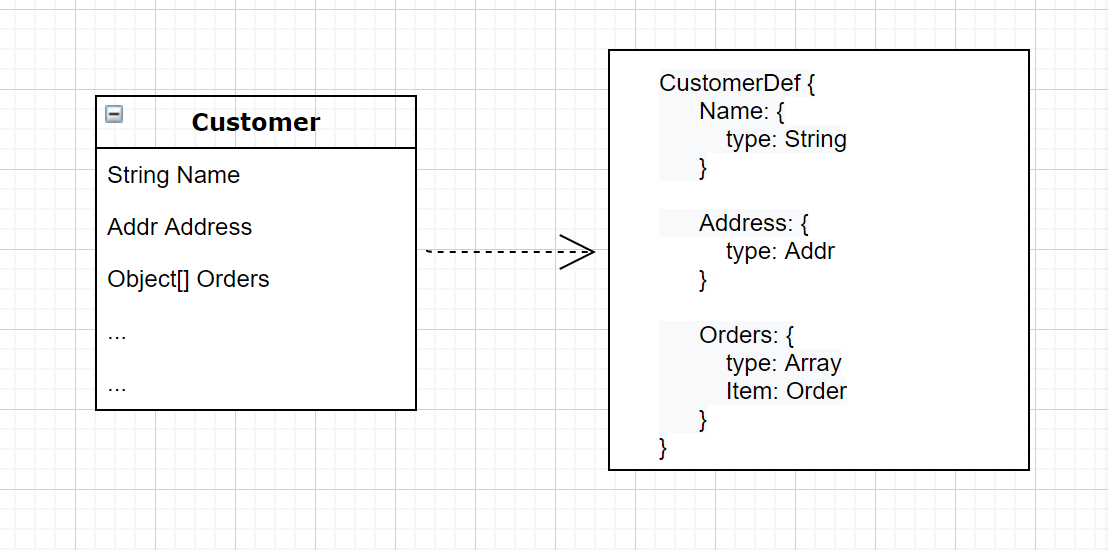 Customer
String Name
Addr Address
Object[] Orders
...
...
CustomerDef {
Name: {
type: String
}
Address: {
type: Addr
}
Orders: {
type: Array
Item: Order
}
}